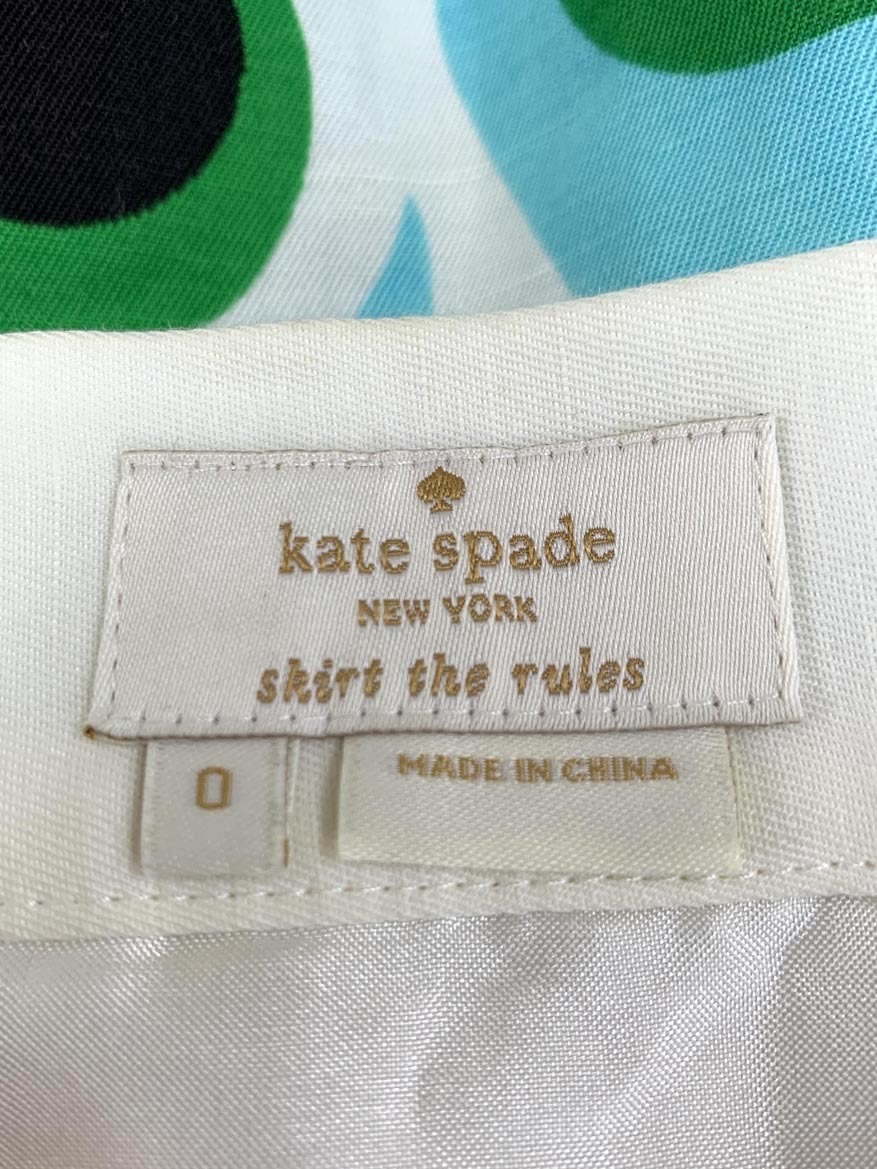 kate spade
NEW YORK
skirt the rules
0
MADE IN CHINA